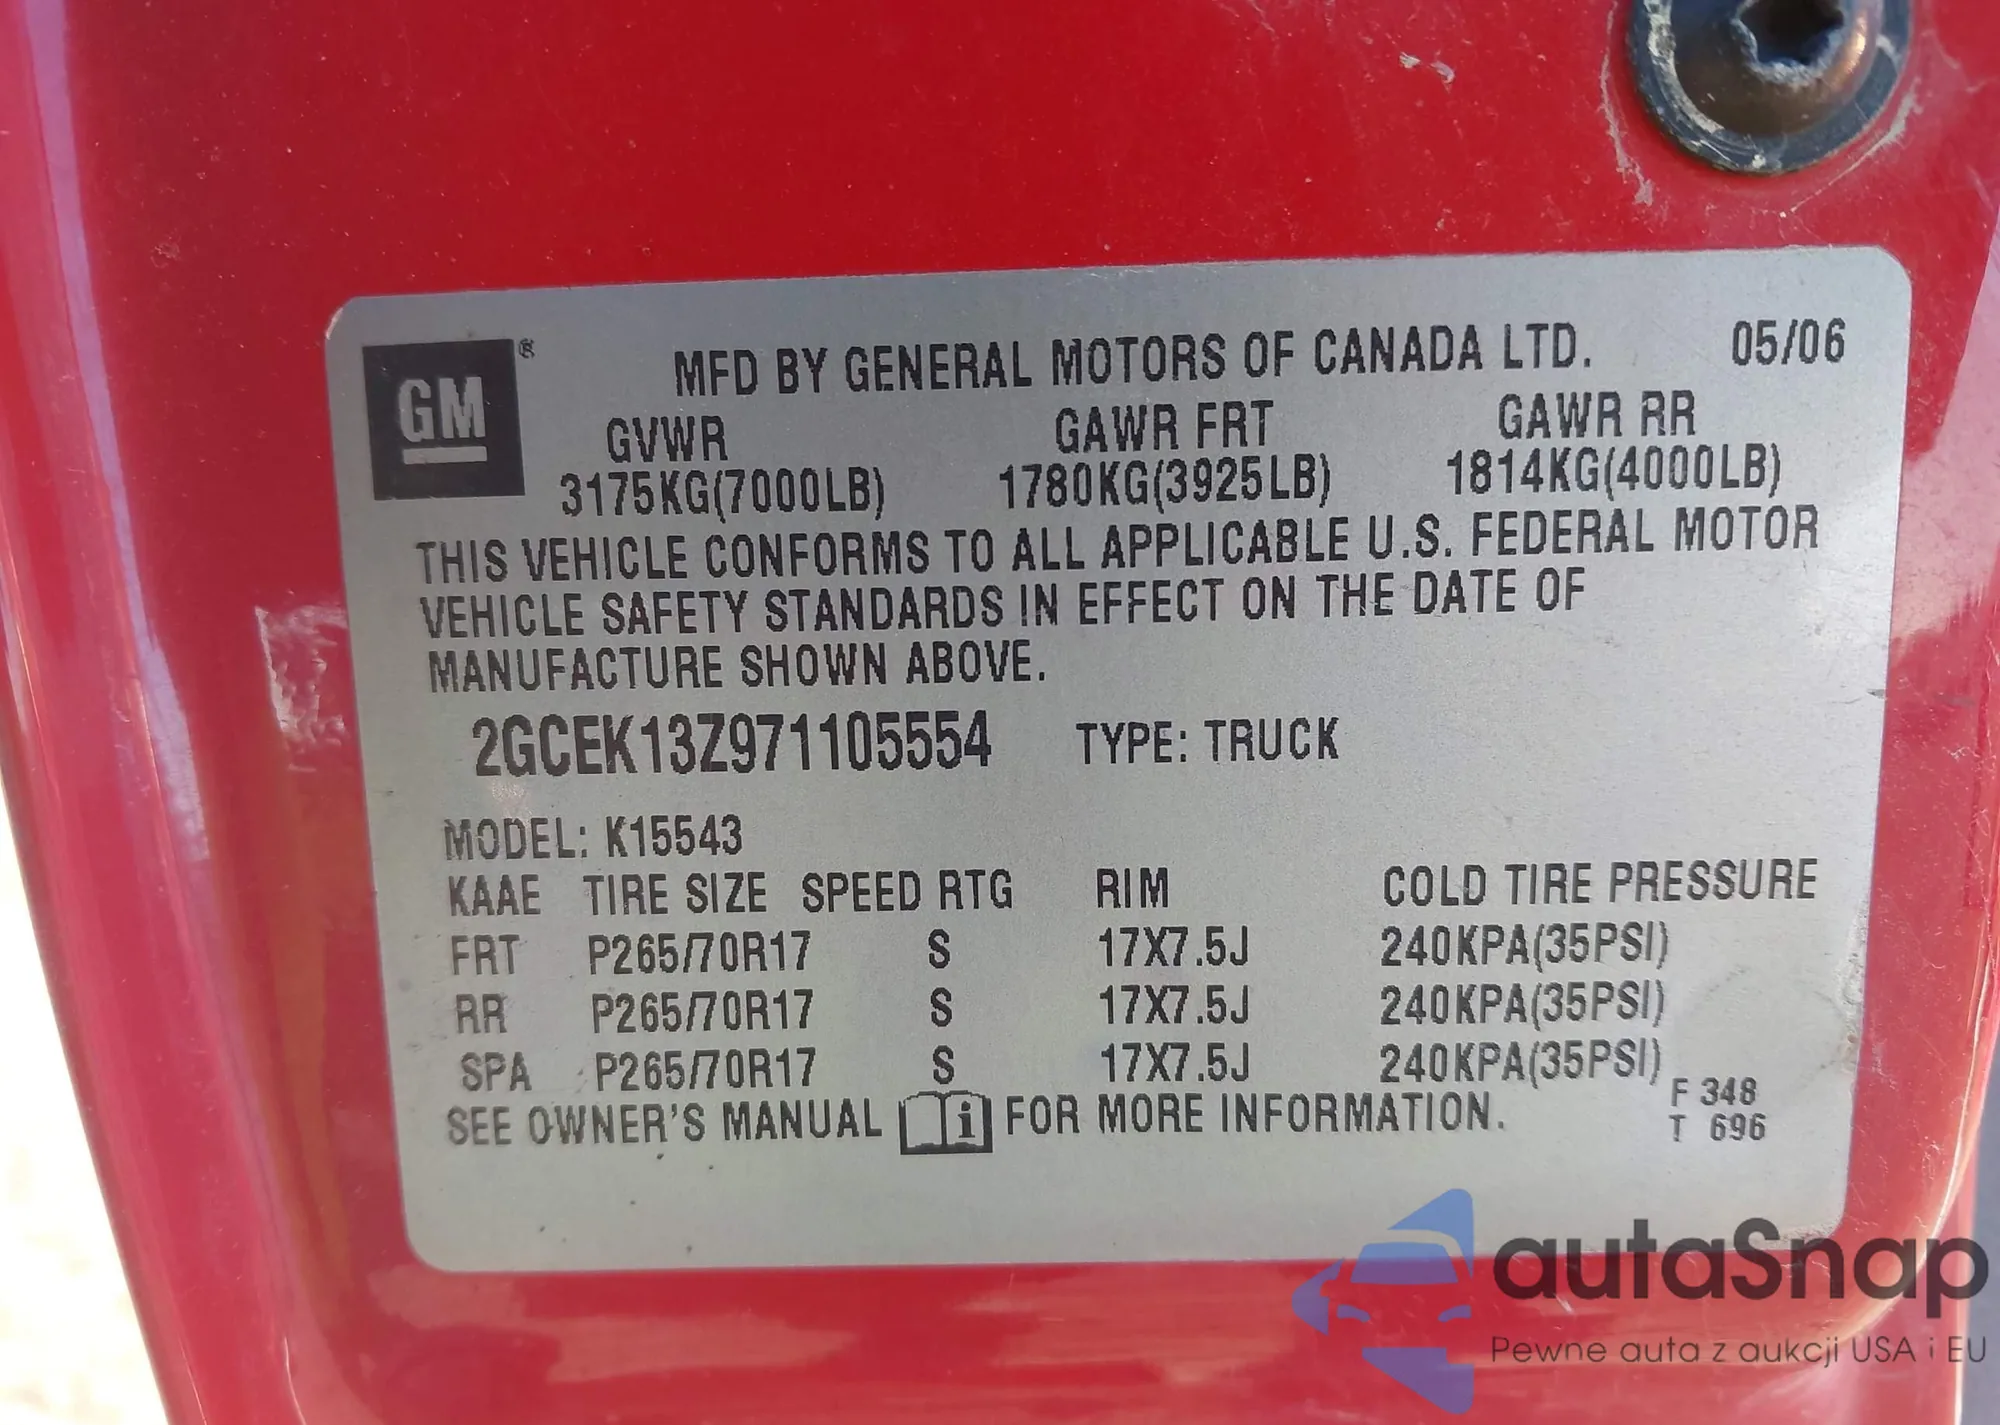 GM ® MFD BY GENERAL MOTORS OF CANADA LTD. 05/06
GVWR GAWR FRT GAWR RR
3175KG(7000LB) 1780KG(3925LB) 1814KG(4000LB)
THIS VEHICLE CONFORMS TO ALL APPLICABLE U.S. FEDERAL MOTOR
VEHICLE SAFETY STANDARDS IN EFFECT ON THE DATE OF
MANUFACTURE SHOWN ABOVE.
2GCEK13Z971105554 TYPE: TRUCK
MODEL: K15543
KAAE TIRE SIZE SPEED RTG RIM COLD TIRE PRESSURE
FRT P265/70R17 S 17X7.5J 240KPA(35PSI)
RR P265/70R17 S 17X7.5J 240KPA(35PSI)
SPA P265/70R17 S 17X7.5J 240KPA(35PSI)
SEE OWNER'S MANUAL i FOR MORE INFORMATION.
F 348
T 696
autaSnap
Pewne auta z aukcji USA i EU